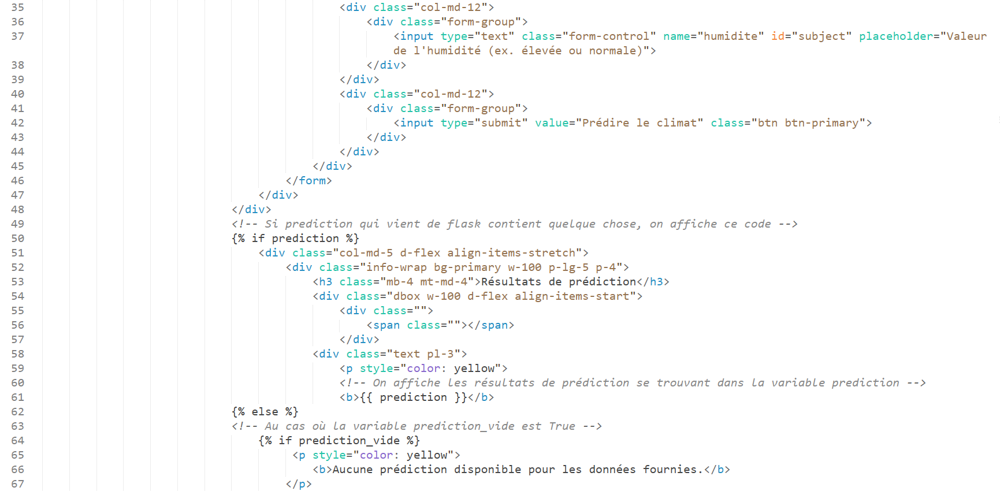 35 <div class="col-md-12">
36 <div class="form-group">
37 <input type="text" class="form-control" name="humidite" id="subject" placeholder="Valeur
de l'humidité (ex. élevée ou normale)">
38 </div>
39 </div>
40 <div class="col-md-12">
41 <div class="form-group">
42 <input type="submit" value="Prédire le climat" class="btn btn-primary">
43 </div>
44 </div>
45 </div>
46 </form>
47 </div>
48 </div>
49 <!-- Si prediction qui vient de flask contient quelque chose, on affiche ce code -->
50 {% if prediction %}
51 <div class="col-md-5 d-flex align-items-stretch">
52 <div class="info-wrap bg-primary w-100 p-lg-5 p-4">
53 <h3 class="mb-4 mt-md-4">Résultats de prédiction</h3>
54 <div class="dbox w-100 d-flex align-items-start">
55 <div class="">
56 <span class=""></span>
57 </div>
58 <div class="text pl-3">
59 <p style="color: yellow">
60 <!-- On affiche les résultats de prédiction se trouvant dans la variable prediction -->
61 <b>{{ prediction }}</b>
62 {% else %}
63 <!-- Au cas où la variable prediction_vide est True -->
64 {% if prediction_vide %}
65 <p style="color: yellow">
66 <b>Aucune prédiction disponible pour les données fournies.</b>
67 </p>